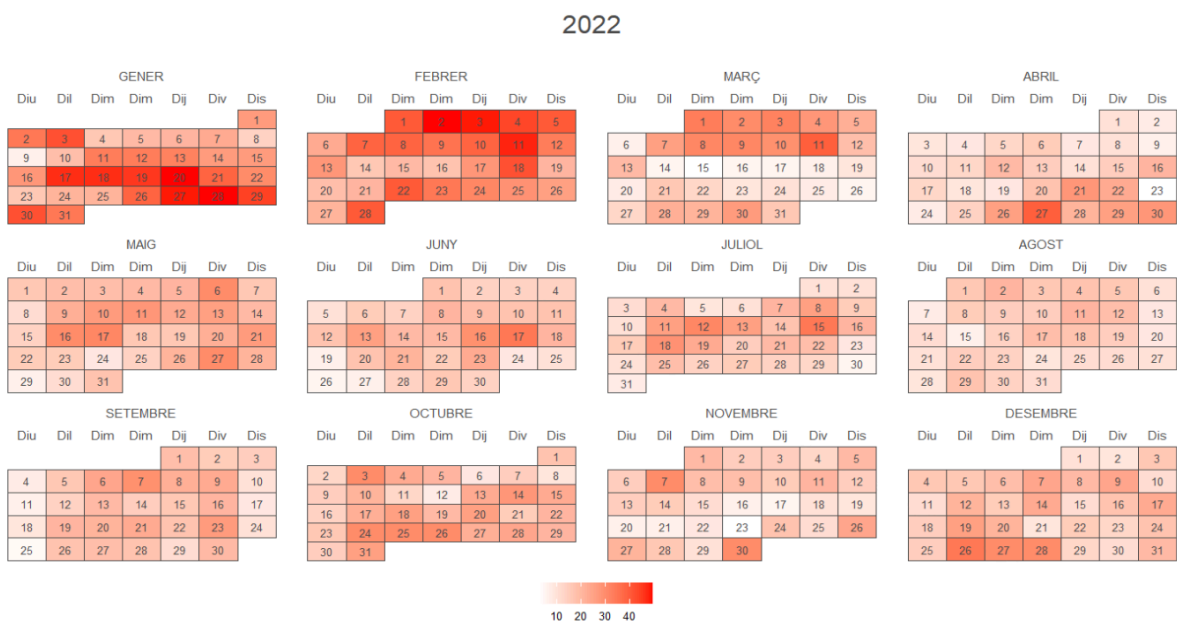 2022
GENER
Diu Dil Dim Dim Dij Div Dis
1
2 3 4 5 6 7 8
9 10 11 12 13 14 15
16 17 18 19 20 21 22
23 24 25 26 27 28 29
30 31
FEBRER
Diu Dil Dim Dim Dij Div Dis
1 2 3 4 5
6 7 8 9 10 11 12
13 14 15 16 17 18 19
20 21 22 23 24 25 26
27 28
MARÇ
Diu Dil Dim Dim Dij Div Dis
1 2 3 4 5
6 7 8 9 10 11 12
13 14 15 16 17 18 19
20 21 22 23 24 25 26
27 28 29 30 31
ABRIL
Diu Dil Dim Dim Dij Div Dis
1 2
3 4 5 6 7 8 9
10 11 12 13 14 15 16
17 18 19 20 21 22 23
24 25 26 27 28 29 30
MAIG
Diu Dil Dim Dim Dij Div Dis
1 2 3 4 5 6 7
8 9 10 11 12 13 14
15 16 17 18 19 20 21
22 23 24 25 26 27 28
29 30 31
JUNY
Diu Dil Dim Dim Dij Div Dis
1 2 3 4
5 6 7 8 9 10 11
12 13 14 15 16 17 18
19 20 21 22 23 24 25
26 27 28 29 30
JULIOL
Diu Dil Dim Dim Dij Div Dis
1 2
3 4 5 6 7 8 9
10 11 12 13 14 15 16
17 18 19 20 21 22 23
24 25 26 27 28 29 30
31
AGOST
Diu Dil Dim Dim Dij Div Dis
1 2 3 4 5 6
7 8 9 10 11 12 13
14 15 16 17 18 19 20
21 22 23 24 25 26 27
28 29 30 31
SETEMBRE
Diu Dil Dim Dim Dij Div Dis
1 2 3
4 5 6 7 8 9 10
11 12 13 14 15 16 17
18 19 20 21 22 23 24
25 26 27 28 29 30
OCTUBRE
Diu Dil Dim Dim Dij Div Dis
1
2 3 4 5 6 7 8
9 10 11 12 13 14 15
16 17 18 19 20 21 22
23 24 25 26 27 28 29
30 31
NOVEMBRE
Diu Dil Dim Dim Dij Div Dis
1 2 3 4 5
6 7 8 9 10 11 12
13 14 15 16 17 18 19
20 21 22 23 24 25 26
27 28 29 30
DESEMBRE
Diu Dil Dim Dim Dij Div Dis
1 2 3
4 5 6 7 8 9 10
11 12 13 14 15 16 17
18 19 20 21 22 23 24
25 26 27 28 29 30 31
10 20 30 40